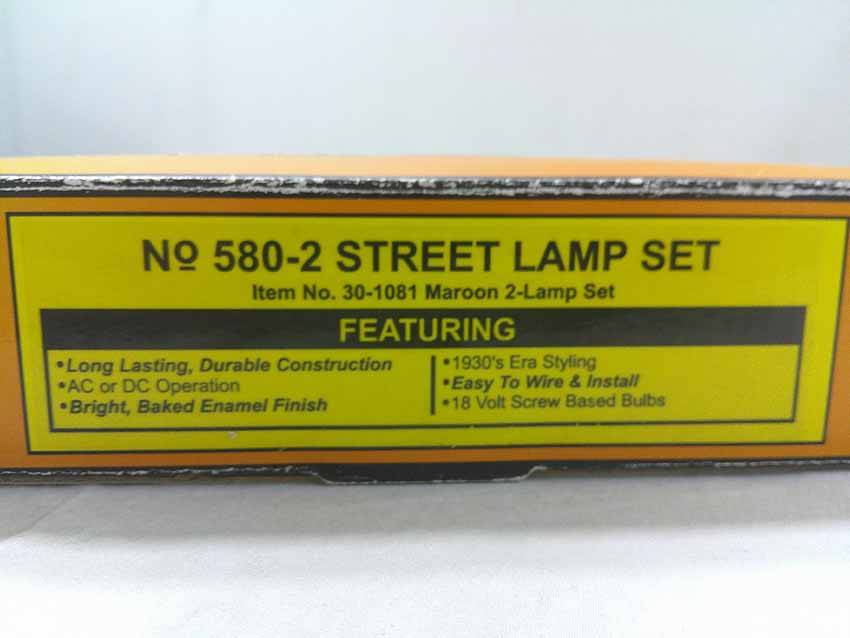 Nº 580-2 STREET LAMP SET
Item No. 30-1081 Maroon 2-Lamp Set
FEATURING
•Long Lasting, Durable Construction
•AC or DC Operation
•Bright, Baked Enamel Finish
•1930's Era Styling
•Easy To Wire & Install
•18 Volt Screw Based Bulbs